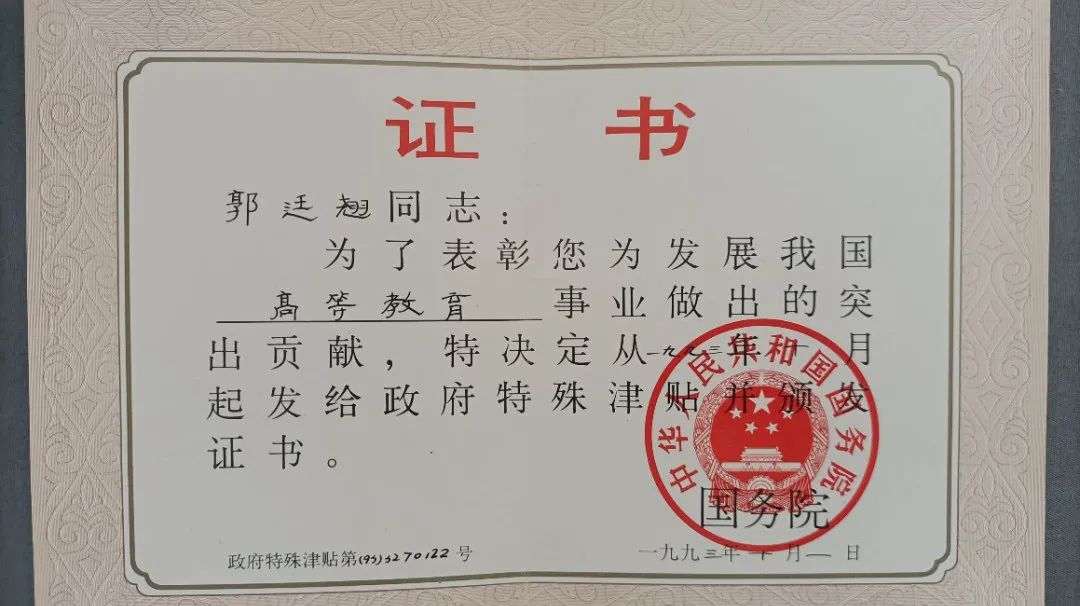 证书
郭廷翘同志：
为了表彰您为发展我国
高等教育事业做出的突
出贡献，特决定从一九九三年十月
起发给政府特殊津贴并颁发
证书。
中华人民共和国国务院
国务院
政府特殊津贴第(93)3270122号
一九九三年十月一日